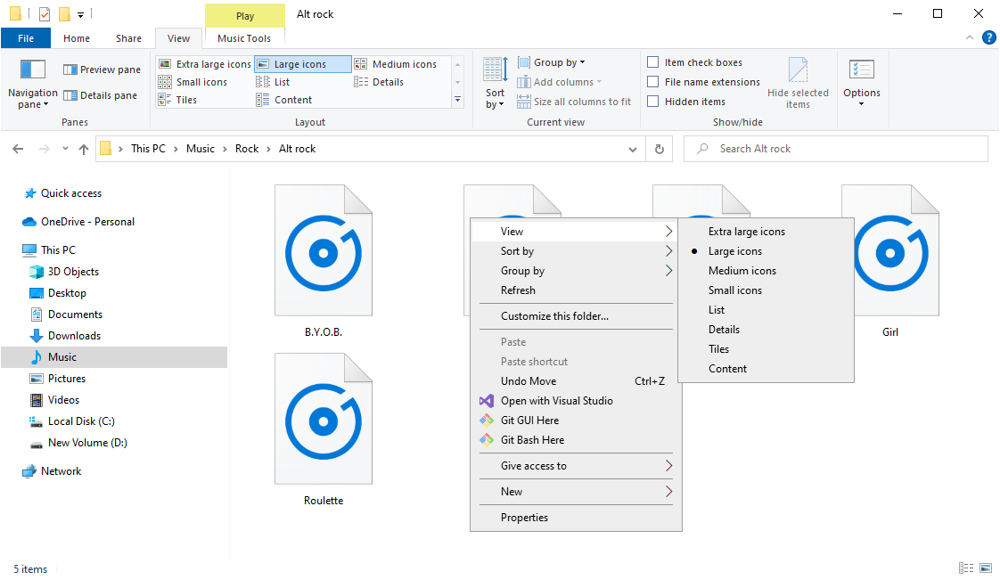 Play
Alt rock
File
Home
Share
View
Music Tools
Navigation pane
Preview pane
Details pane
Panes
Extra large icons
Large icons
Medium icons
Small icons
List
Details
Tiles
Content
Layout
Sort by
Group by
Add columns
Size all columns to fit
Current view
Item check boxes
File name extensions
Hidden items
Hide selected items
Show/hide
Options
This PC
Music
Rock
Alt rock
Search Alt rock
Quick access
OneDrive - Personal
This PC
3D Objects
Desktop
Documents
Downloads
Music
Pictures
Videos
Local Disk (C:)
New Volume (D:)
Network
B.Y.O.B.
Girl
Roulette
View
Sort by
Group by
Refresh
Customize this folder...
Paste
Paste shortcut
Undo Move Ctrl+Z
Open with Visual Studio
Git GUI Here
Git Bash Here
Give access to
New
Properties
Extra large icons
Large icons
Medium icons
Small icons
List
Details
Tiles
Content
5 items